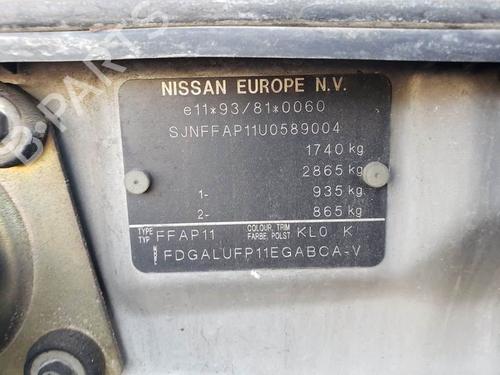 B-PARTS
NISSAN EUROPE N.V.
e11*93/81*0060
SJNFFAP11U0589004
1740 kg
2865 kg
1- 935 kg
2- 865 kg
TYPE TYP FFAP11 COLOUR, TRIM FARBE, POLST KL0 K
FDGALUFP11EGABCA-V